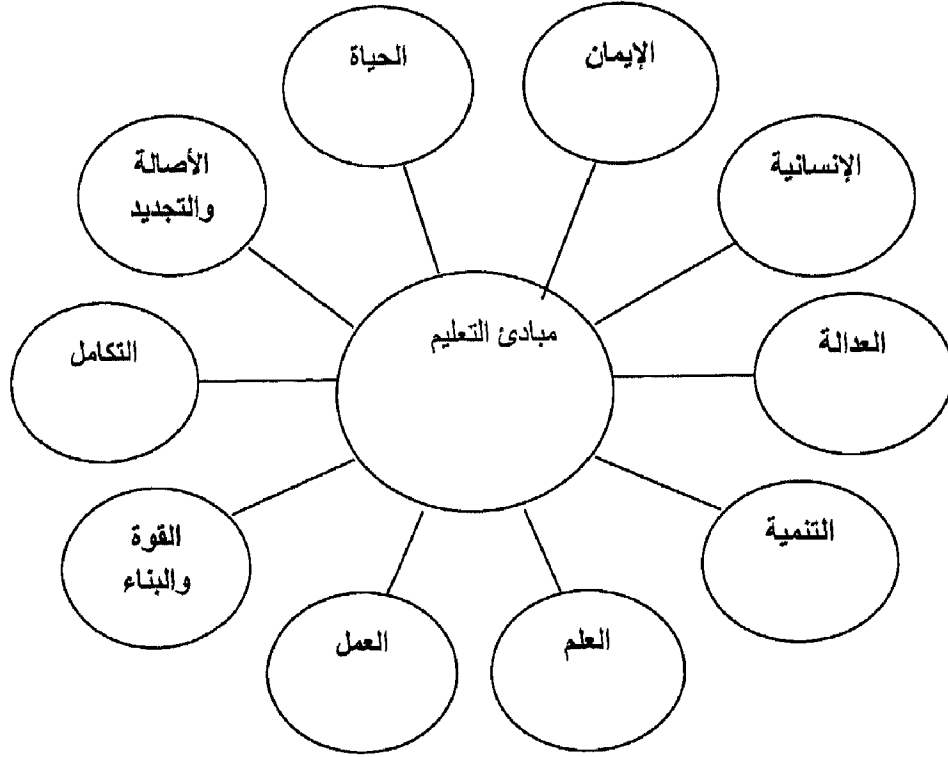 مبادئ التعليم
الإيمان
الإنسانية
العدالة
التنمية
العلم
العمل
القوة
والبناء
التكامل
الأصالة
والتجديد
الحياة